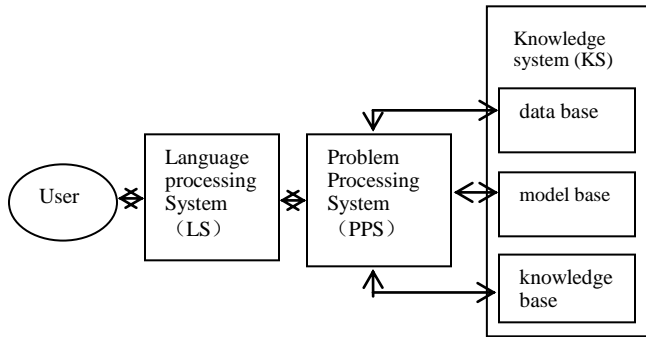 User
Language
processing
System
（LS）
Problem
Processing
System
（PPS）
Knowledge
system (KS)
data base
model base
knowledge
base